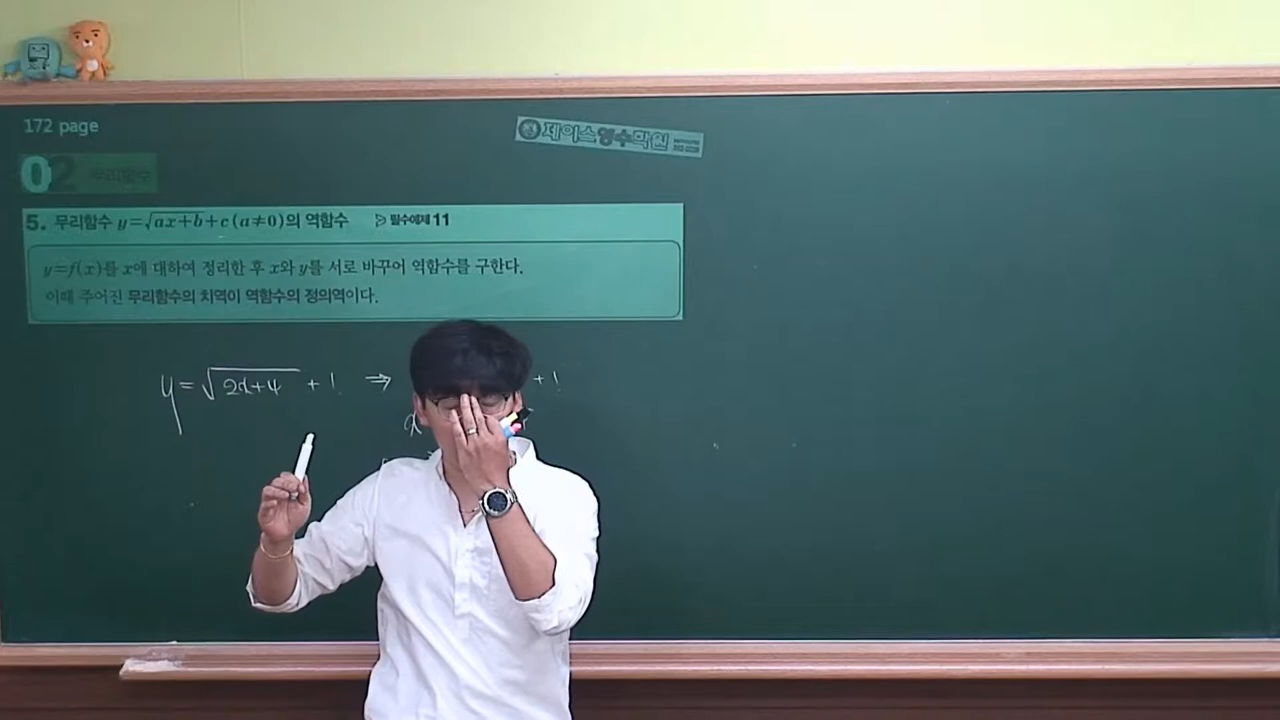 172 page
제이스영수학원
02 무리함수
5. 무리함수 y=√ax+b+c (a≠0)의 역함수 ▷ 필수예제 11
y=f(x)를 x에 대하여 정리한 후 x와 y를 서로 바꾸어 역함수를 구한다.
이때 주어진 무리함수의 치역이 역함수의 정의역이다.
y=√2x+4 +1 ⇒ +1
x